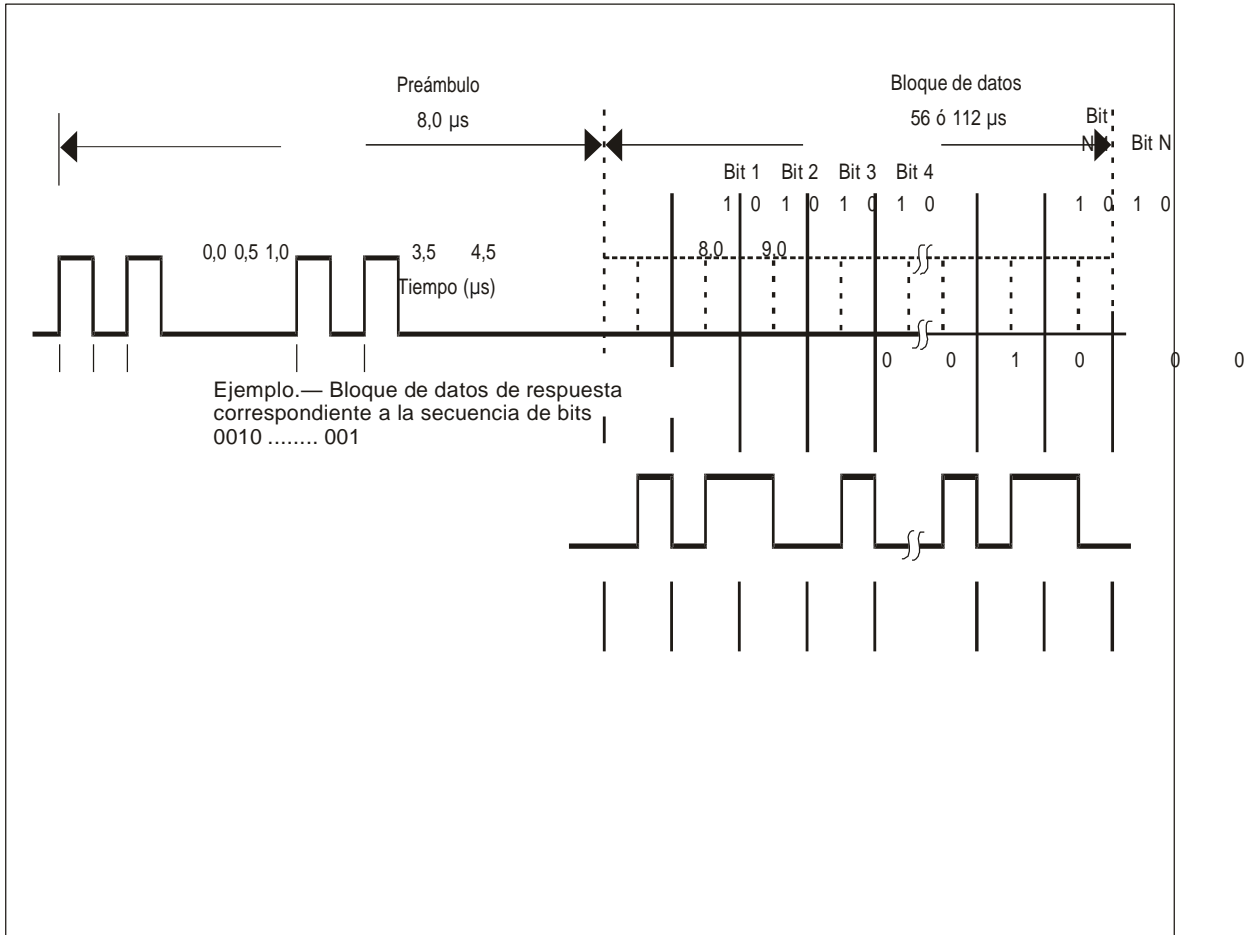 Preámbulo
8,0 µs
Bloque de datos
56 ó 112 µs
Bit
Bit N
Bit 1 Bit 2 Bit 3 Bit 4
1 0 1 0 1 0 1 0 1 0 1 0
0,0 0,5 1,0 3,5 4,5 8,0 9,0
Tiempo (µs)
0 0 1 0 0 0
Ejemplo.— Bloque de datos de respuesta
correspondiente a la secuencia de bits
0010 ........ 001